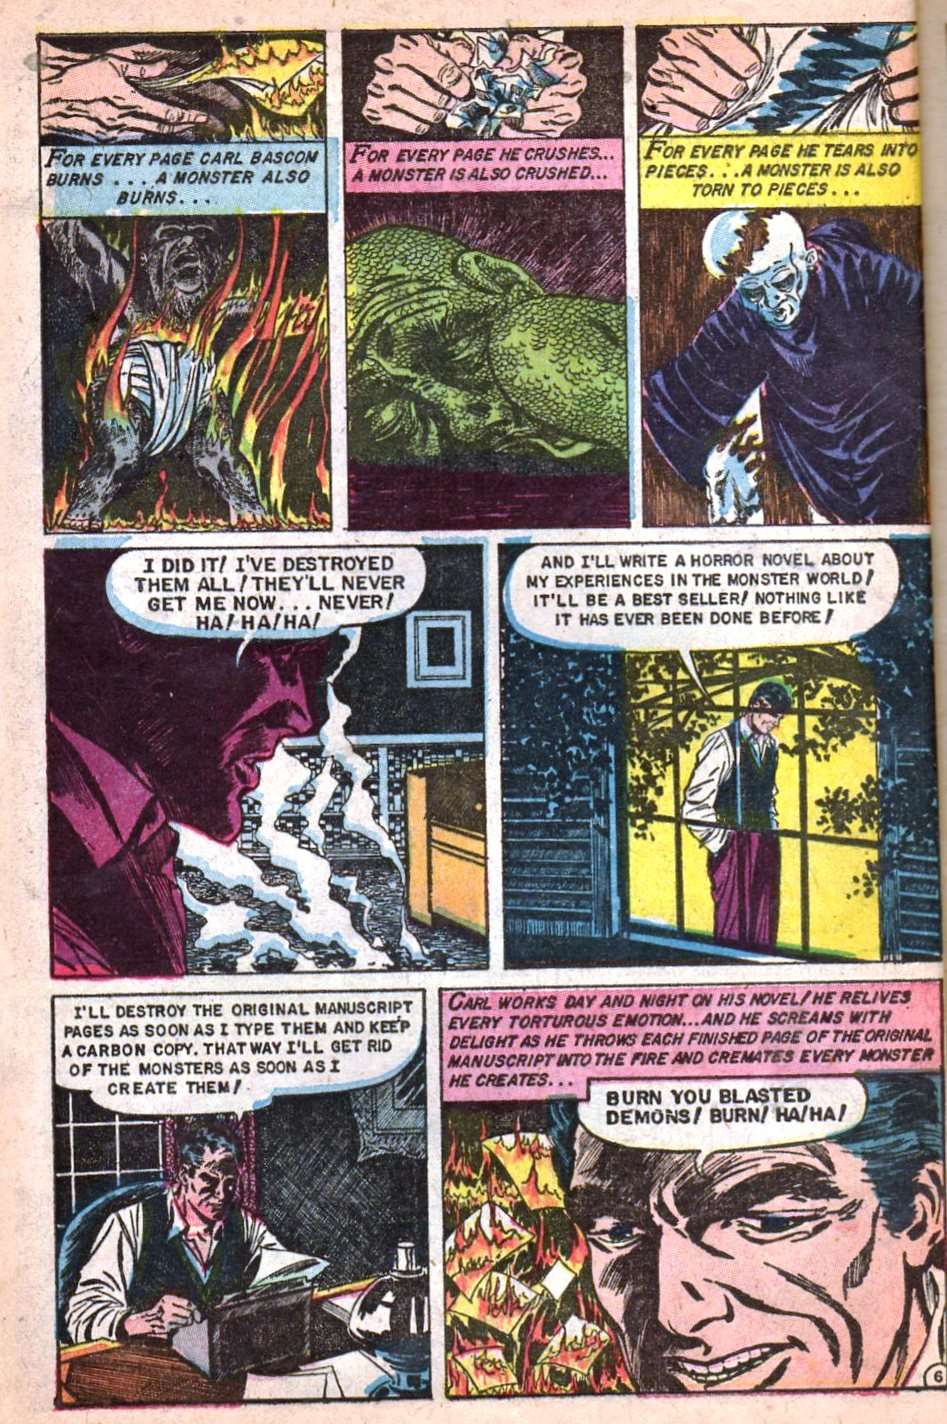 FOR EVERY PAGE CARL BASCOM
BURNS . . . A MONSTER ALSO
BURNS. . .
FOR EVERY PAGE HE CRUSHES...
A MONSTER IS ALSO CRUSHED...
FOR EVERY PAGE HE TEARS INTO
PIECES. . . A MONSTER IS ALSO
TORN TO PIECES . . .
I DID IT! I'VE DESTROYED
THEM ALL! THEY'LL NEVER
GET ME NOW. . . NEVER!
HA! HA! HA!
AND I'LL WRITE A HORROR NOVEL ABOUT
MY EXPERIENCES IN THE MONSTER WORLD!
IT'LL BE A BEST SELLER! NOTHING LIKE
IT HAS EVER BEEN DONE BEFORE!
I'LL DESTROY THE ORIGINAL MANUSCRIPT
PAGES AS SOON AS I TYPE THEM AND KEEP
A CARBON COPY. THAT WAY I'LL GET RID
OF THE MONSTERS AS SOON AS I
CREATE THEM!
CARL WORKS DAY AND NIGHT ON HIS NOVEL! HE RELIVES
EVERY TORTUROUS EMOTION...AND HE SCREAMS WITH
DELIGHT AS HE THROWS EACH FINISHED PAGE OF THE ORIGINAL
MANUSCRIPT INTO THE FIRE AND CREMATES EVERY MONSTER
HE CREATES...
BURN YOU BLASTED
DEMONS! BURN! HA! HA!
6